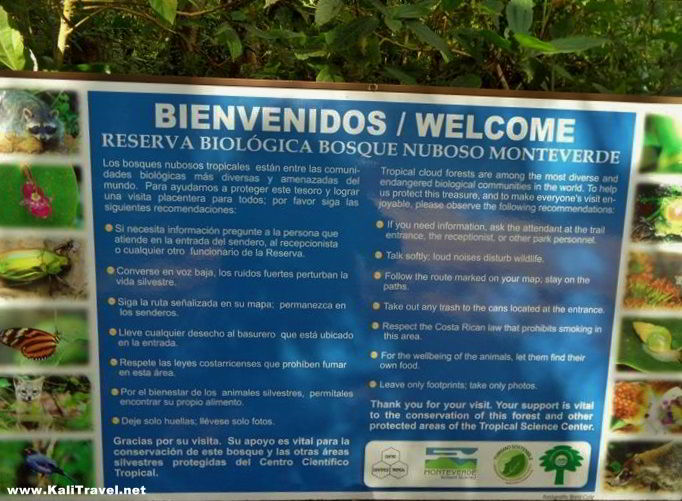 BIENVENIDOS / WELCOME
RESERVA BIOLÓGICA BOSQUE NUBOSO MONTEVERDE
Los bosques nubosos tropicales están entre las comuni-
dades biológicas más diversas y amenazadas del
mundo. Para ayudarnos a proteger este tesoro y lograr
una visita placentera para todos; por favor siga las
siguientes recomendaciones:
Si necesita información pregunte a la persona que
atiende en la entrada del sendero, al recepcionista
o cualquier otro funcionario de la Reserva.
Converse en voz baja, los ruidos fuertes perturban la
vida silvestre.
Siga la ruta señalizada en su mapa; permanezca en
los senderos.
Lleve cualquier desecho al basurero que está ubicado
en la entrada.
Respete las leyes costarricenses que prohiben fumar
en esta área.
Por el bienestar de los animales silvestres, permitales
encontrar su propio alimento.
Deje solo huellas; llévese solo fotos.
Gracias por su visita. Su apoyo es vital para la
conservación de este bosque y las otras áreas
silvestres protegidas del Centro Científico
Tropical.
Tropical cloud forests are among the most diverse and
endangered biological communities in the world. To help
us protect this treasure, and to make everyone's visit en-
joyable, please observe the following recommendations:
If you need information, ask the attendant at the trail
entrance, the receptionist, or other park personnel.
Talk softly; loud noises disturb wildlife.
Follow the route marked on your map; stay on the
paths.
Take out any trash to the cans located at the entrance.
Respect the Costa Rican law that prohibits smoking in
this area.
For the wellbeing of the animals, let them find their
own food.
Leave only footprints; take only photos.
Thank you for your visit. Your support is vital
to the conservation of this forest and other
protected areas of the Tropical Science Center.
MONTEVERDE
www.KaliTravel.net